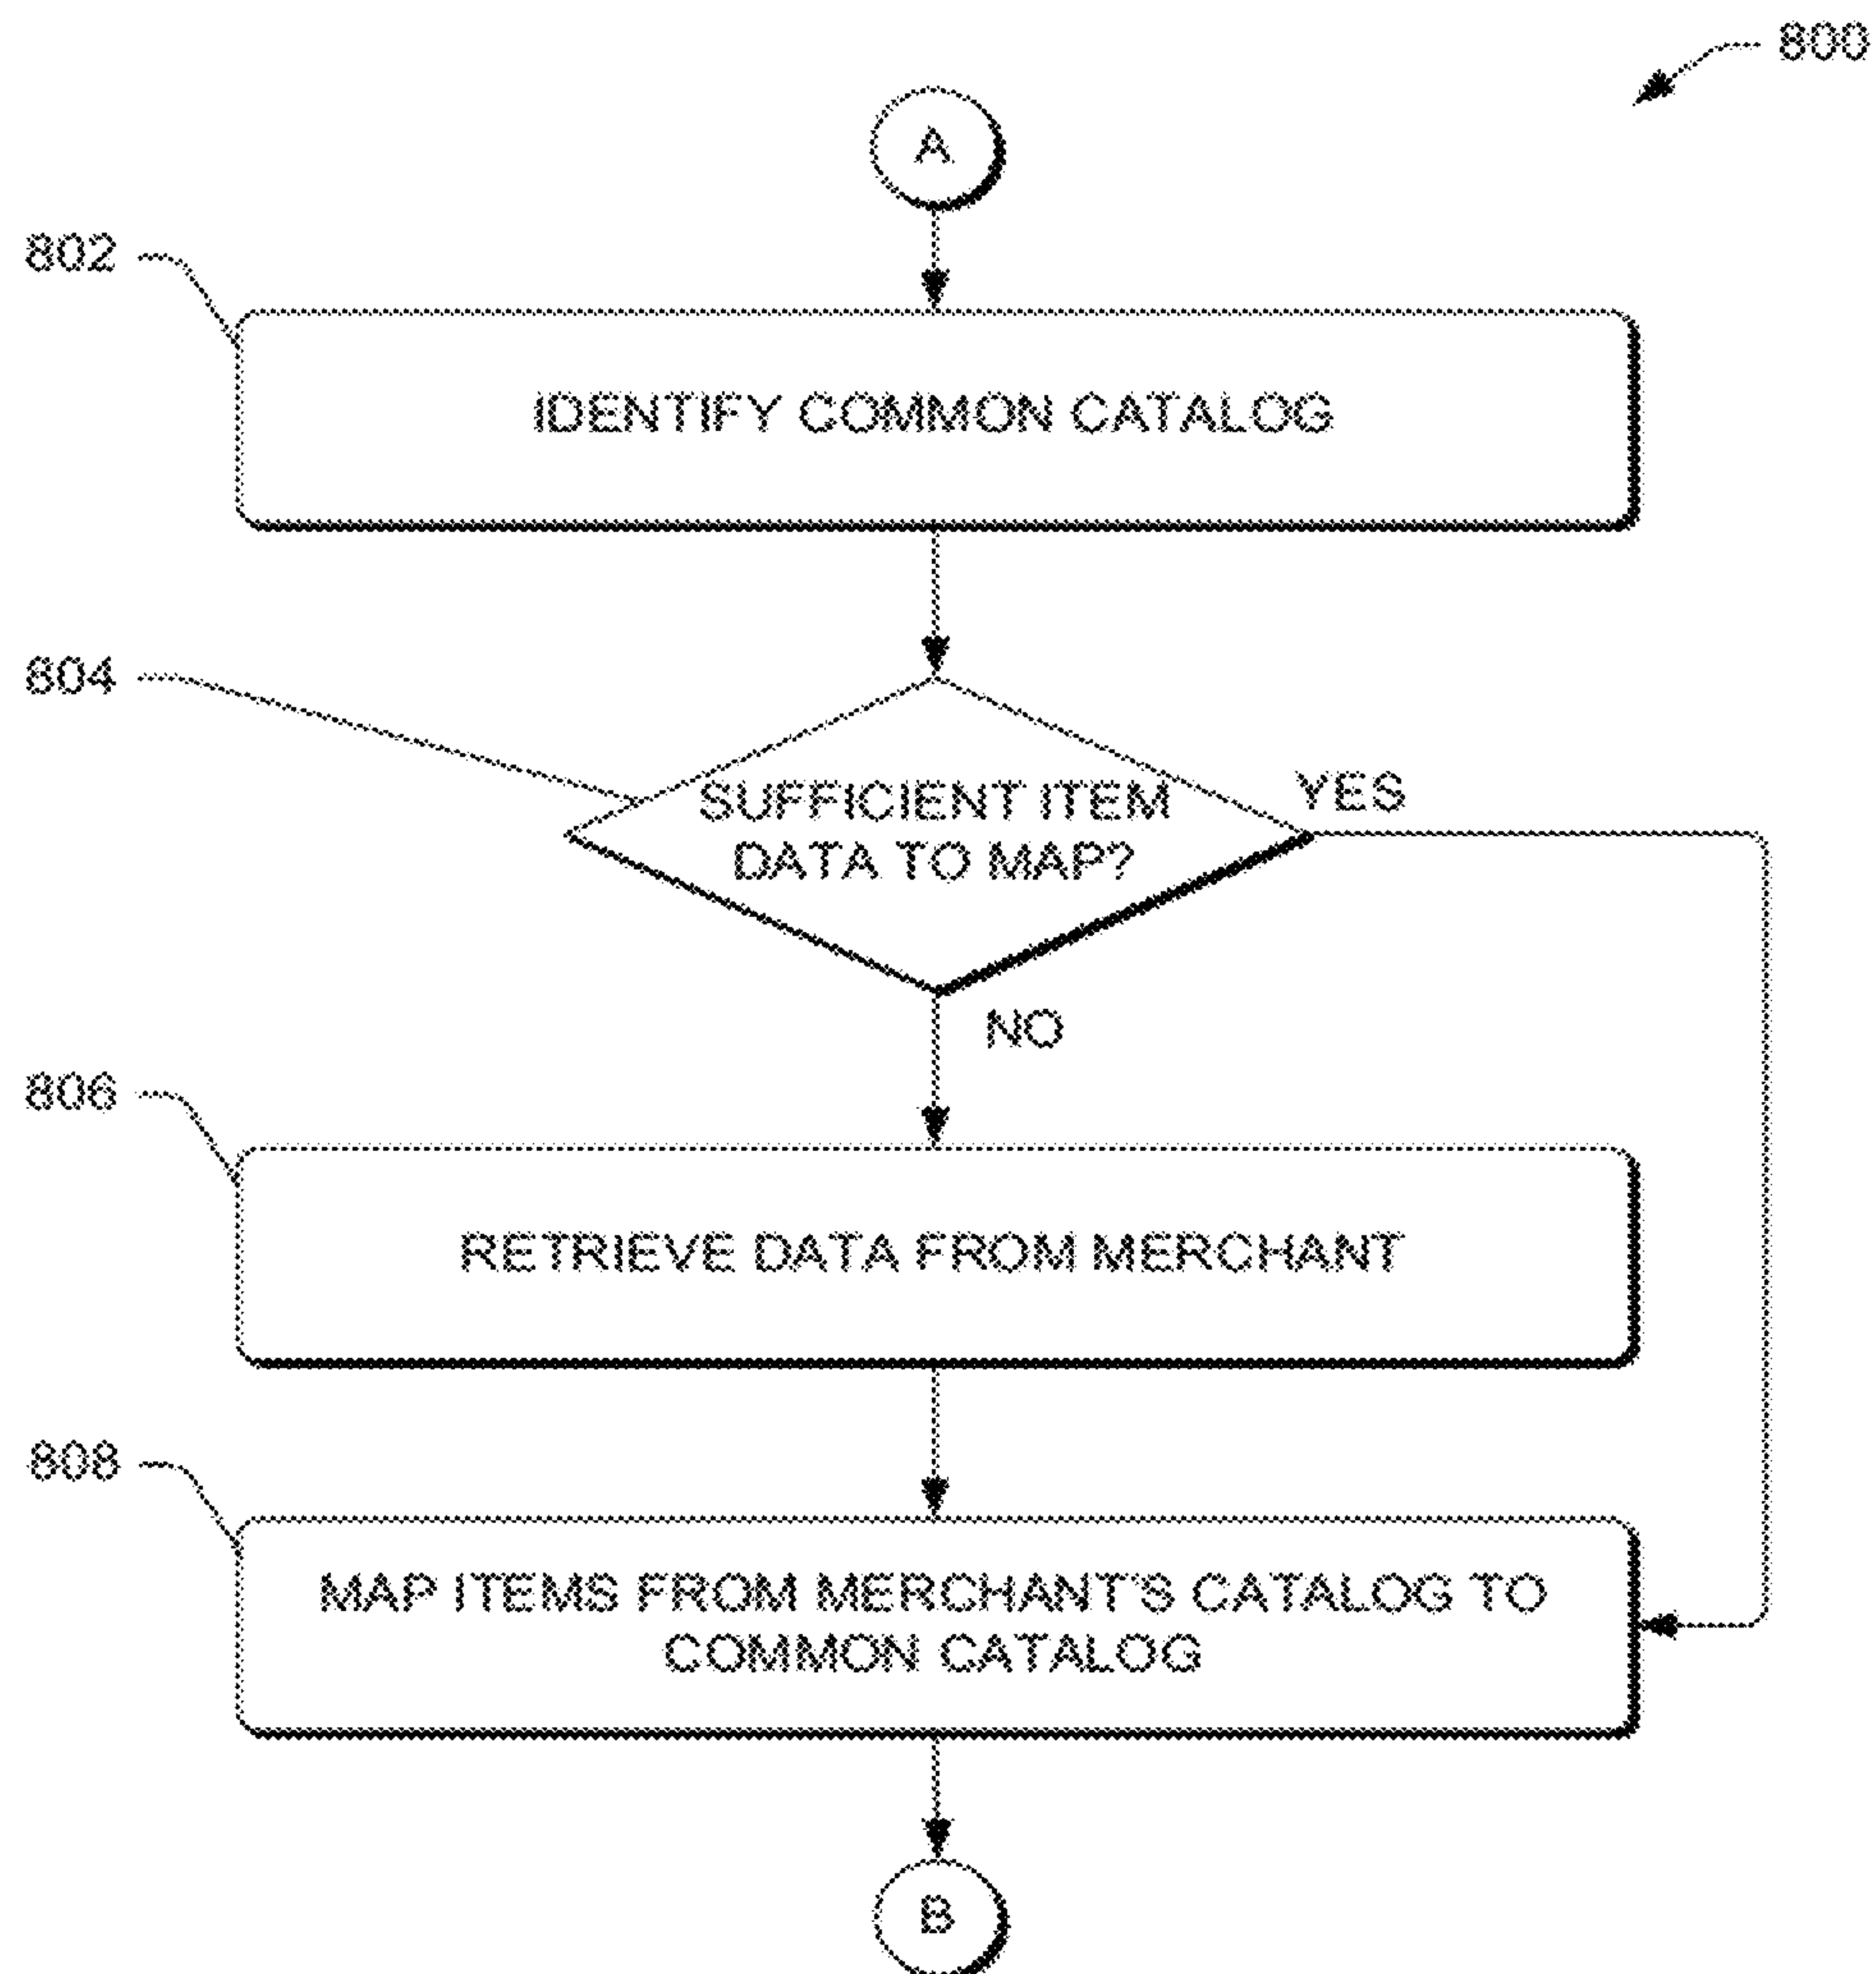 800
A
802
IDENTIFY COMMON CATALOG
804
SUFFICIENT ITEM
DATA TO MAP?
YES
NO
806
RETRIEVE DATA FROM MERCHANT
808
MAP ITEMS FROM MERCHANT'S CATALOG TO
COMMON CATALOG
B